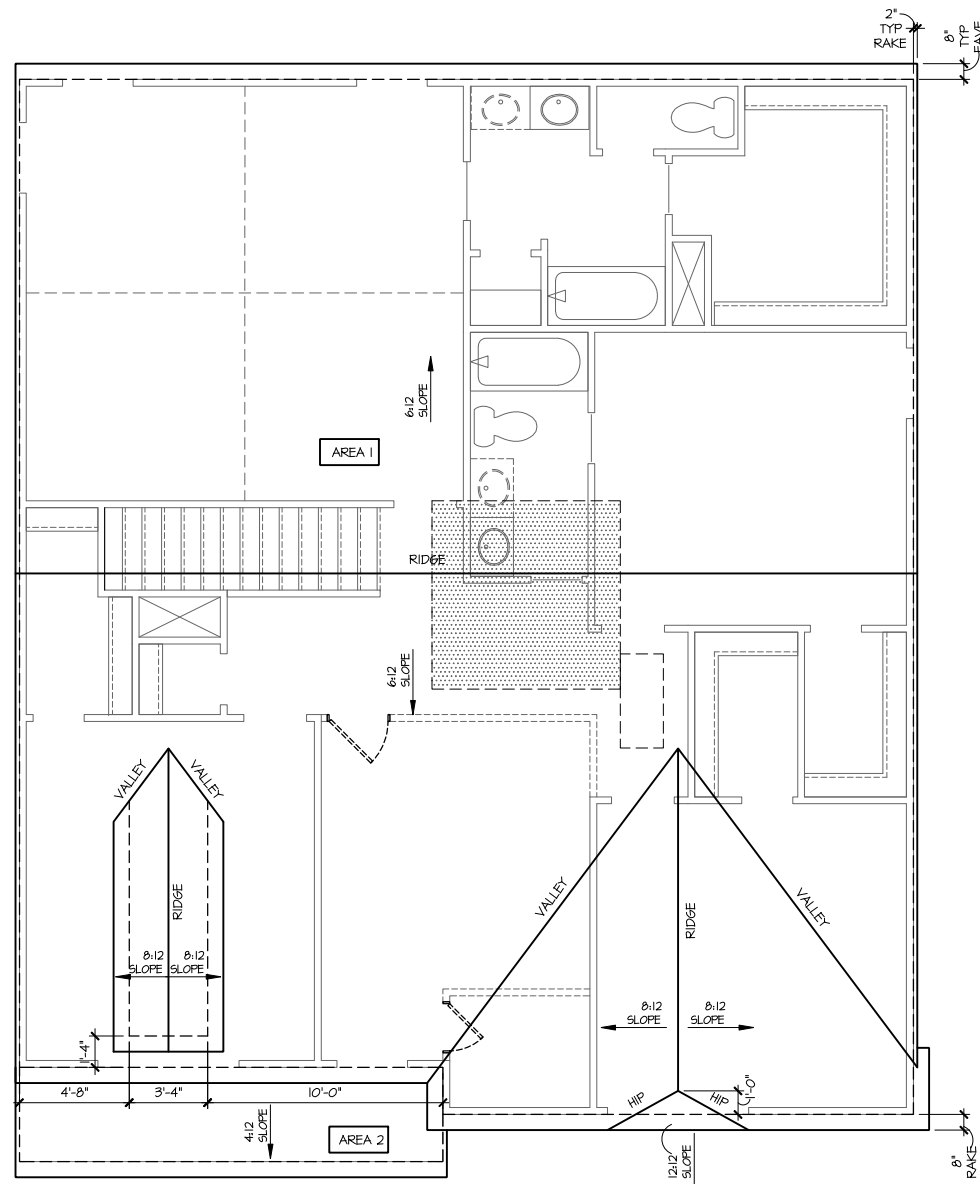 2"
TYP
RAKE
8"
TYP
EAVE
6:12
SLOPE
AREA 1
RIDGE
6:12
SLOPE
VALLEY
VALLEY
RIDGE
8:12
SLOPE
8:12
SLOPE
VALLEY
VALLEY
RIDGE
8:12
SLOPE
8:12
SLOPE
1'-4"
4'-8"
3'-4"
10'-0"
HIP
HIP
1'-0"
4:12
SLOPE
AREA 2
12:12
SLOPE
8"
RAKE